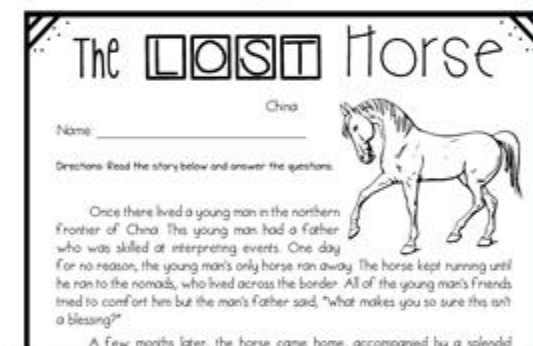 The LOST Horse
China
Name: ____________________
Directions: Read the story below and answer the questions.
Once there lived a young man in the northern
frontier of China. This young man had a father
who was skilled at interpreting events. One day
for no reason, the young man's only horse ran away. The horse kept running until
he ran to the nomads, who lived across the border. All of the young man's friends
tried to comfort him but the man's father said, "What makes you so sure this isn't
a blessing?"
A few months later, the horse came home, accompanied by a splendid